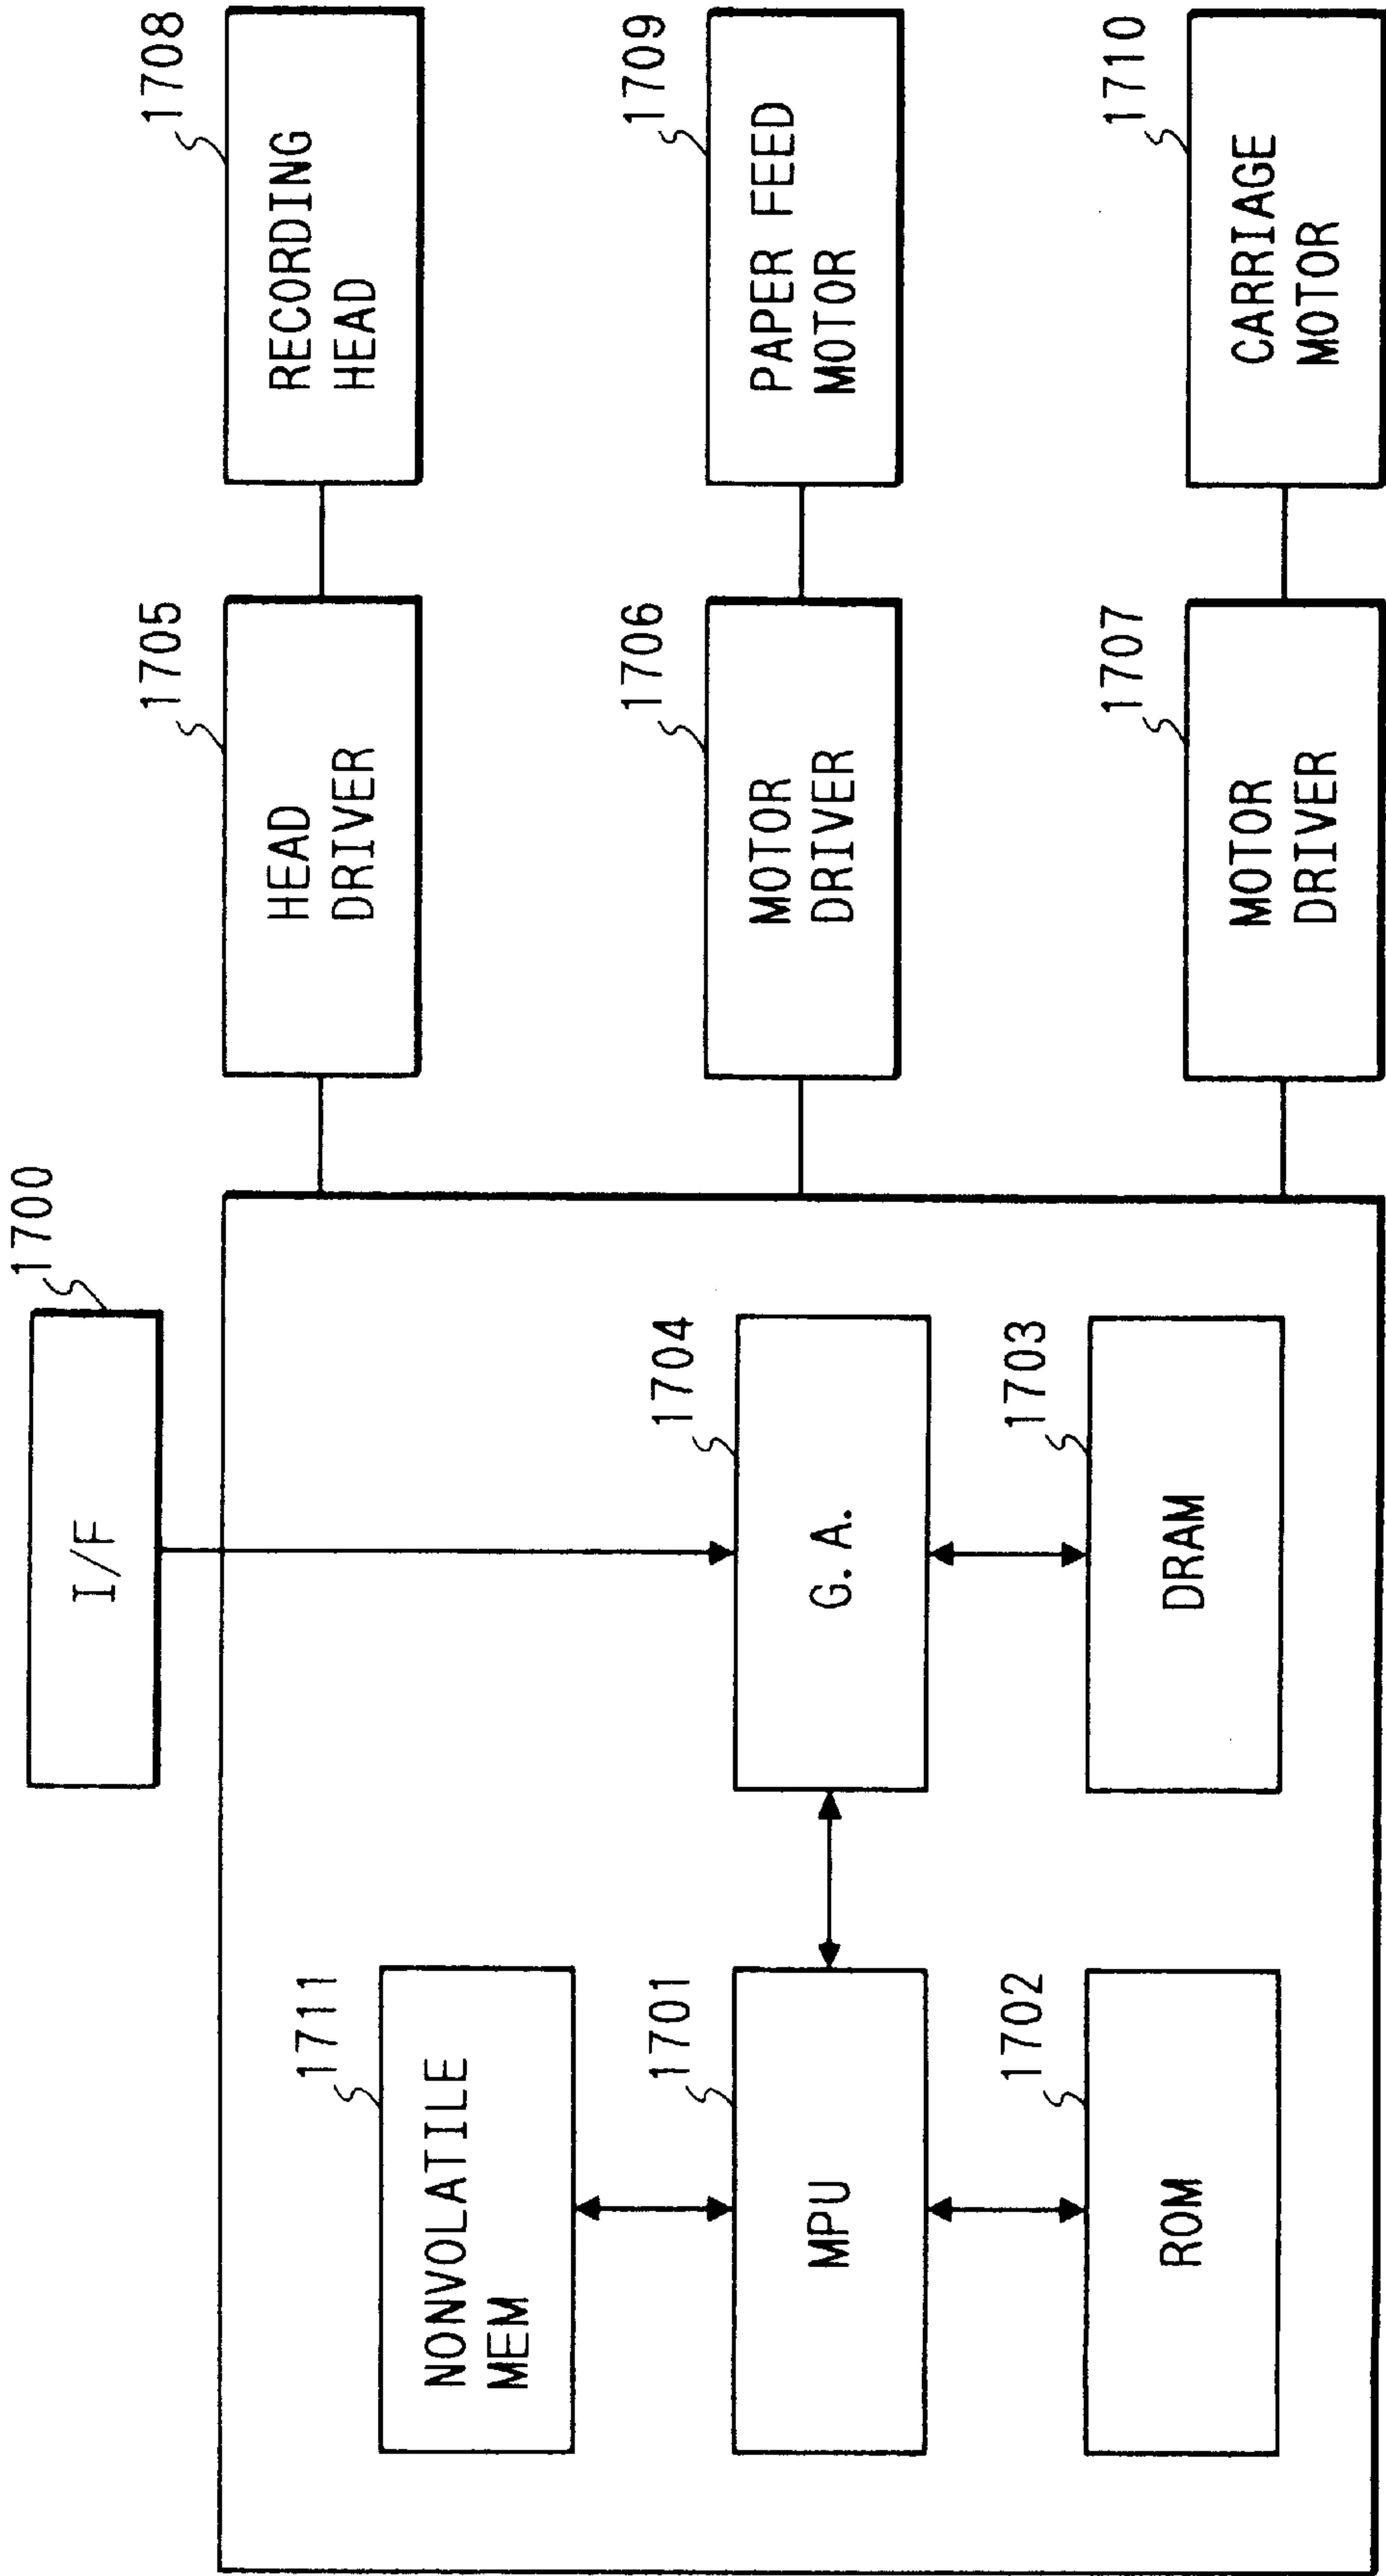 1700
I/F
1711
NONVOLATILE
MEM
1701
MPU
1702
ROM
1704
G. A.
1703
DRAM
1705
HEAD
DRIVER
1708
RECORDING
HEAD
1706
MOTOR
DRIVER
1709
PAPER FEED
MOTOR
1707
MOTOR
DRIVER
1710
CARRIAGE
MOTOR